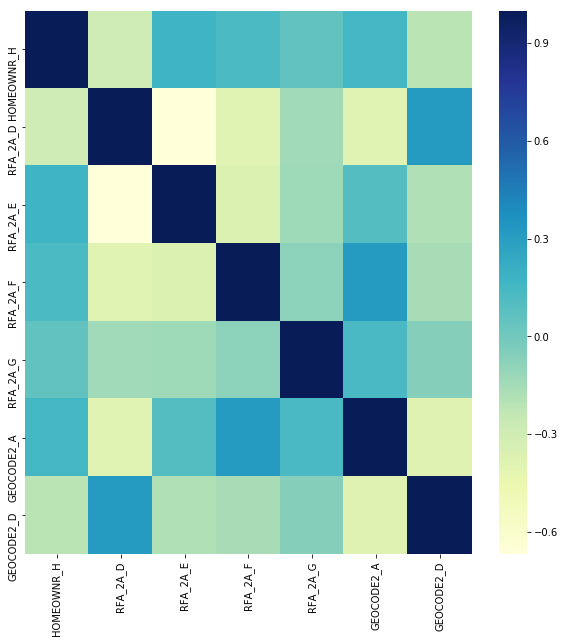 HOMEOWNR_H
RFA_2A_D
RFA_2A_E
RFA_2A_F
RFA_2A_G
GEOCODE2_A
GEOCODE2_D
HOMEOWNR_H
RFA_2A_D
RFA_2A_E
RFA_2A_F
RFA_2A_G
GEOCODE2_A
GEOCODE2_D
0.9
0.6
0.3
0.0
−0.3
−0.6